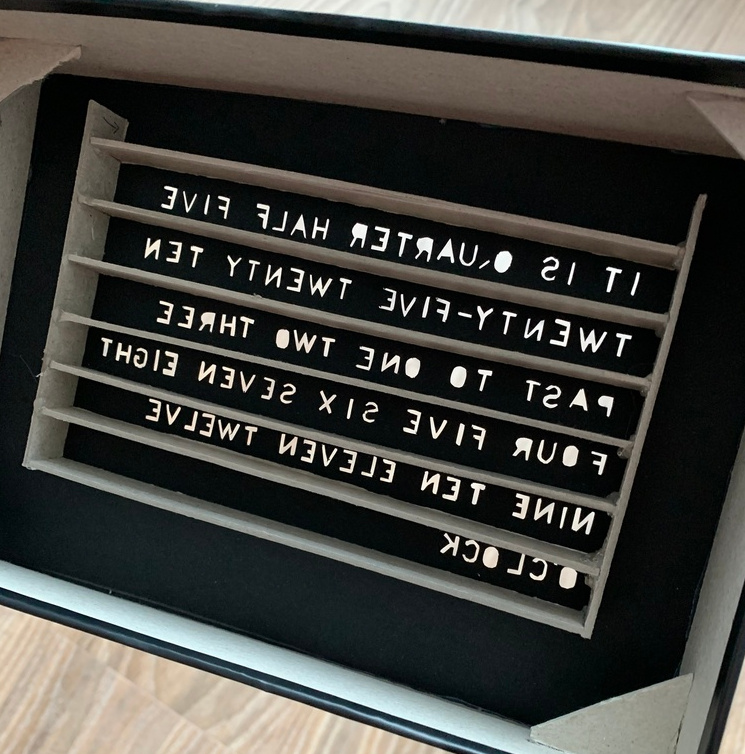 IT IS QUARTER HALF FIVE
TWENTY-FIVE TWENTY TEN
PAST TO ONE TWO THREE
FOUR FIVE SIX SEVEN EIGHT
NINE TEN ELEVEN TWELVE
O'CLOCK